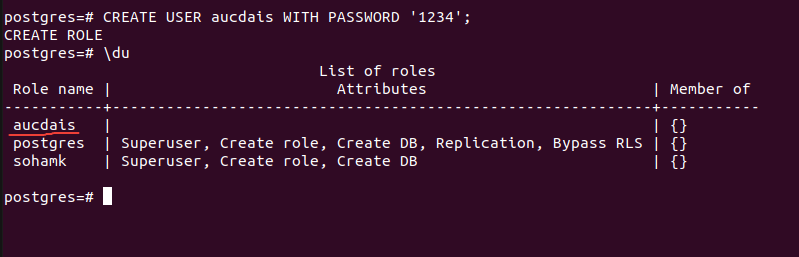 postgres=# CREATE USER aucdais WITH PASSWORD '1234';
CREATE ROLE
postgres=# \du
List of roles
Role name | Attributes | Member of
-----------+------------------------------------------------------------+-----------
aucdais | | {}
postgres | Superuser, Create role, Create DB, Replication, Bypass RLS | {}
sohamk | Superuser, Create role, Create DB | {}
postgres=#